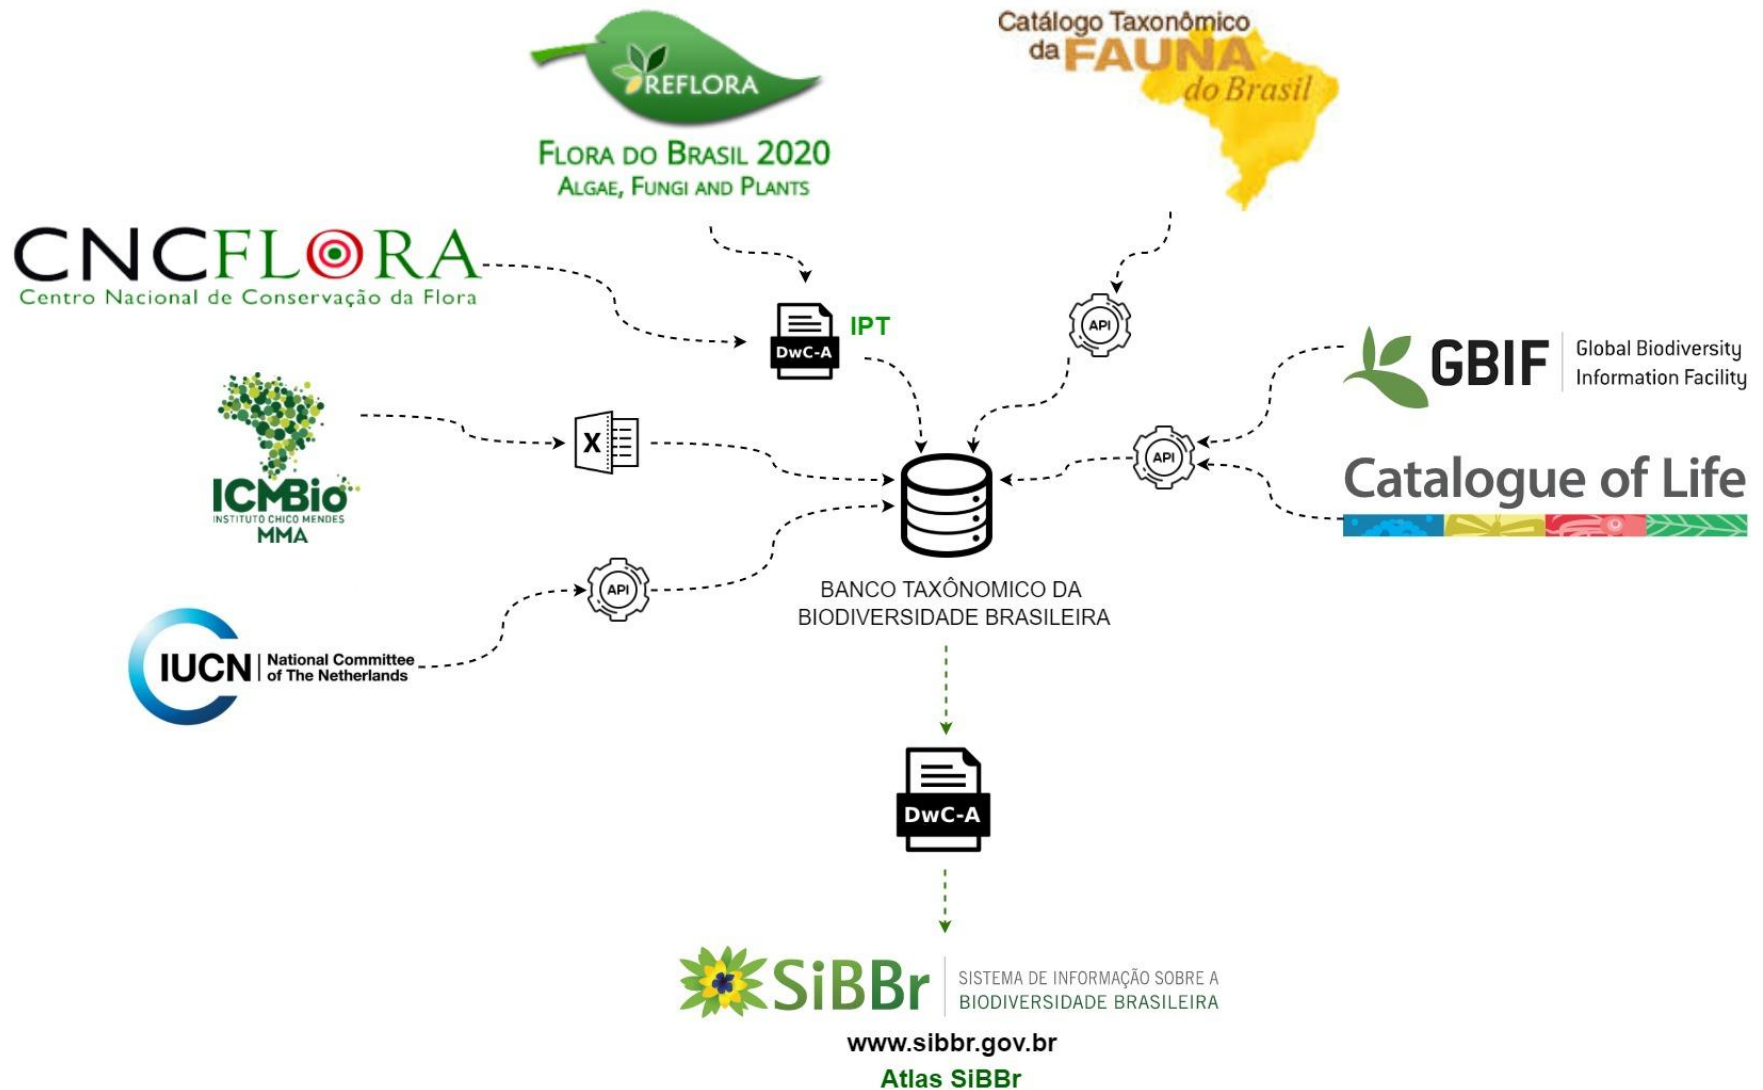 REFLORA
FLORA DO BRASIL 2020
ALGAE, FUNGI AND PLANTS
Catálogo Taxonômico
da FAUNA
do Brasil
CNCFLORA
Centro Nacional de Conservação da Flora
DwC-A
IPT
API
GBIF
Global Biodiversity
Information Facility
ICMBio
INSTITUTO CHICO MENDES
MMA
X
API
Catalogue of Life
API
BANCO TAXÔNOMICO DA
BIODIVERSIDADE BRASILEIRA
IUCN
National Committee
of The Netherlands
DwC-A
SiBBr
SISTEMA DE INFORMAÇÃO SOBRE A
BIODIVERSIDADE BRASILEIRA
www.sibbr.gov.br
Atlas SiBBr